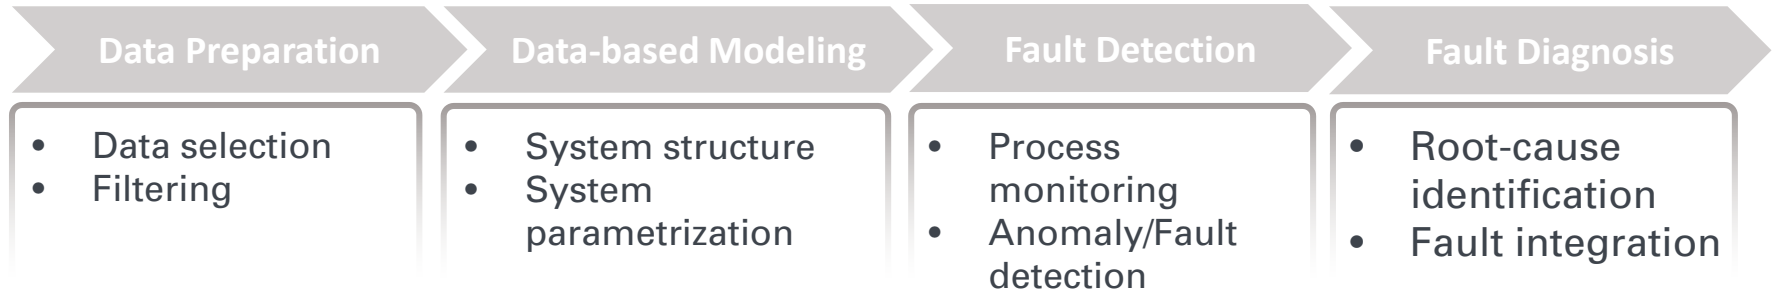 Data Preparation
• Data selection
• Filtering
Data-based Modeling
• System structure
• System
parametrization
Fault Detection
• Process
monitoring
• Anomaly/Fault
detection
Fault Diagnosis
• Root-cause
identification
• Fault integration